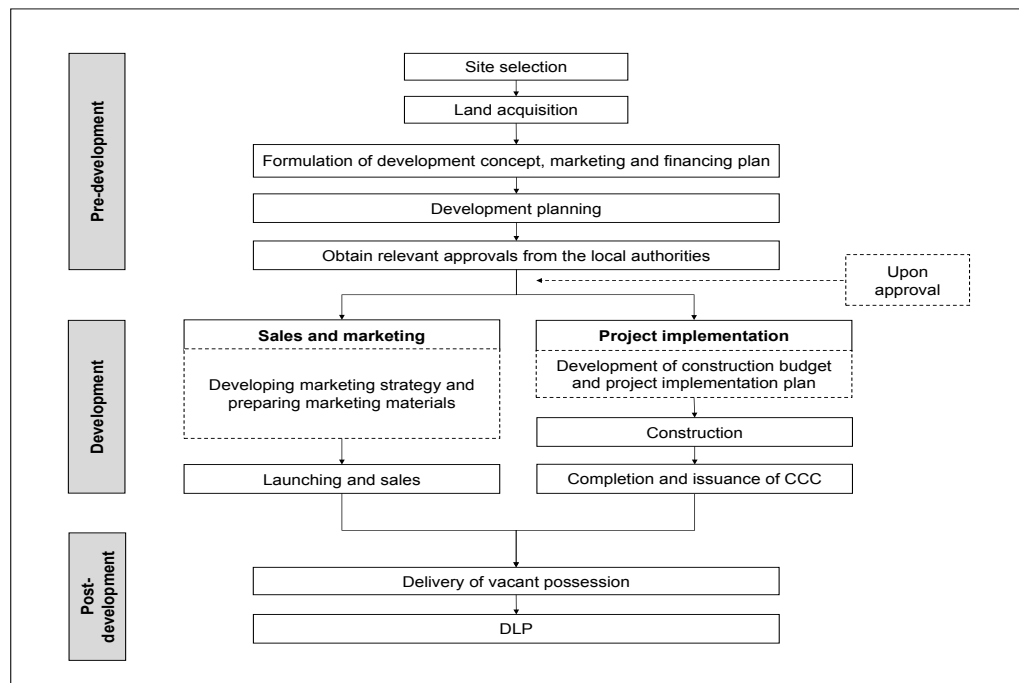 Pre-development
Site selection
Land acquisition
Formulation of development concept, marketing and financing plan
Development planning
Obtain relevant approvals from the local authorities
Upon
approval
Development
Sales and marketing
Developing marketing strategy and
preparing marketing materials
Launching and sales
Project implementation
Development of construction budget
and project implementation plan
Construction
Completion and issuance of CCC
Post-
development
Delivery of vacant possession
DLP